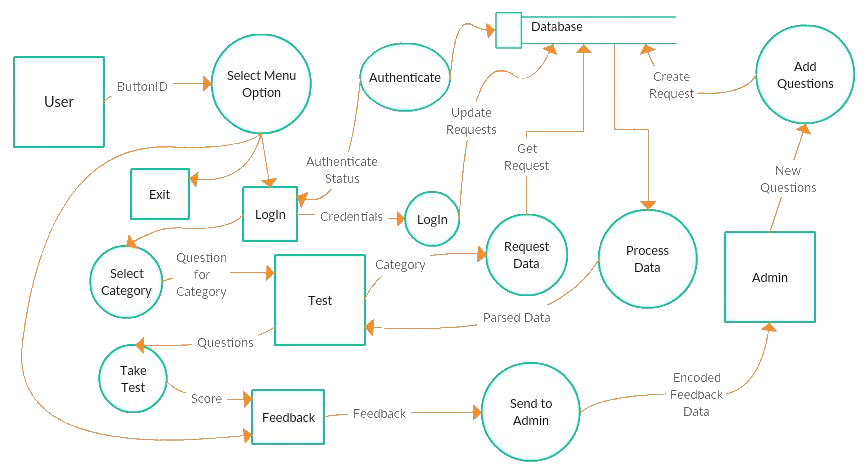 Database
Add
Questions
Select Menu
Option
Authenticate
Create
Request
User
ButtonID
Update
Requests
Get
Request
Authenticate
Status
New
Questions
Exit
LogIn
Credentials
LogIn
Request
Data
Process
Data
Select
Category
Question
for
Category
Category
Admin
Test
Parsed Data
Questions
Take
Test
Score
Encoded
Feedback
Data
Feedback
Feedback
Send to
Admin